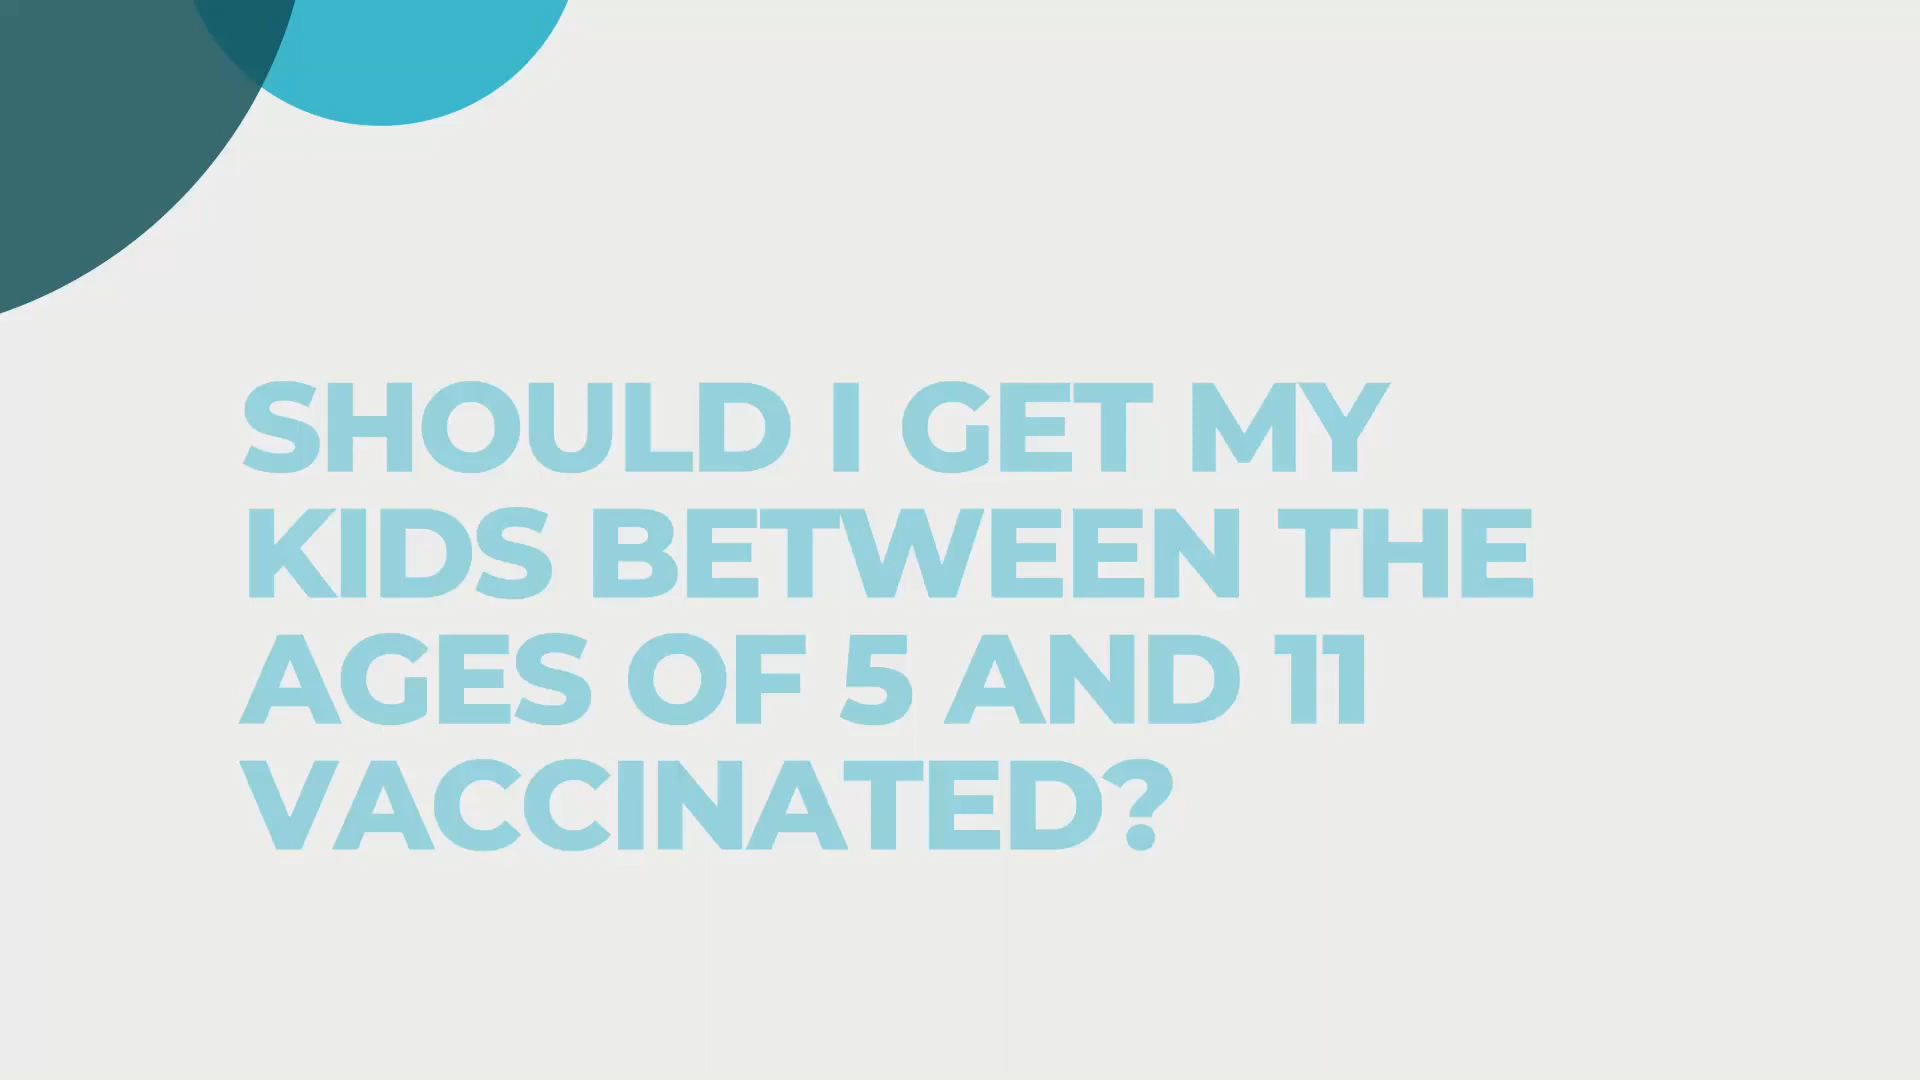 SHOULD I GET MY
KIDS BETWEEN THE
AGES OF 5 AND 11
VACCINATED?